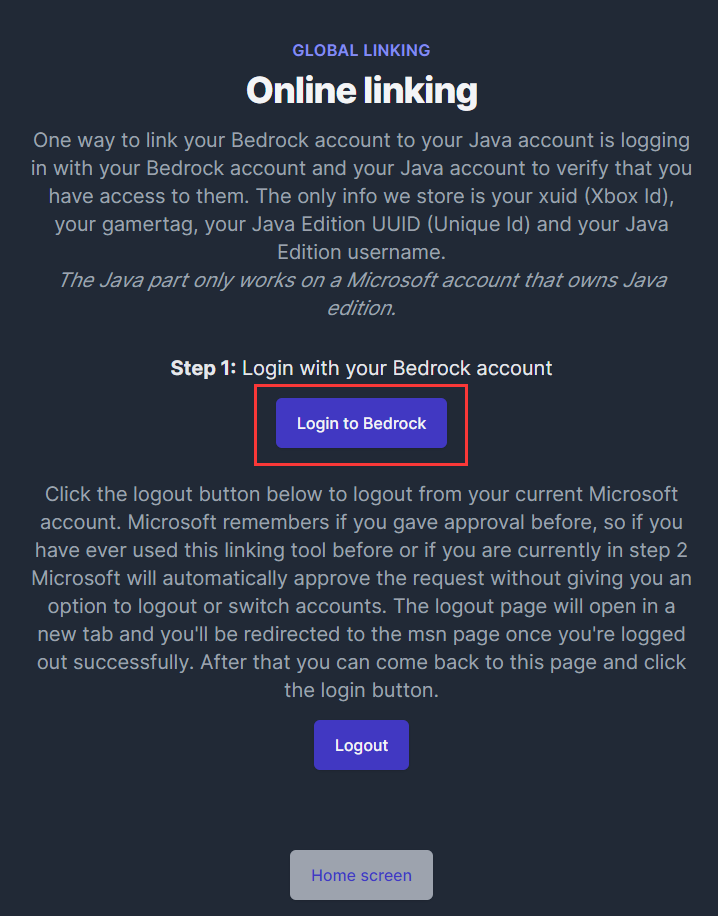 GLOBAL LINKING
Online linking
One way to link your Bedrock account to your Java account is logging
in with your Bedrock account and your Java account to verify that you
have access to them. The only info we store is your xuid (Xbox Id),
your gamertag, your Java Edition UUID (Unique Id) and your Java
Edition username.
The Java part only works on a Microsoft account that owns Java
edition.
Step 1: Login with your Bedrock account
Login to Bedrock
Click the logout button below to logout from your current Microsoft
account. Microsoft remembers if you gave approval before, so if you
have ever used this linking tool before or if you are currently in step 2
Microsoft will automatically approve the request without giving you an
option to logout or switch accounts. The logout page will open in a
new tab and you'll be redirected to the msn page once you're logged
out successfully. After that you can come back to this page and click
the login button.
Logout
Home screen